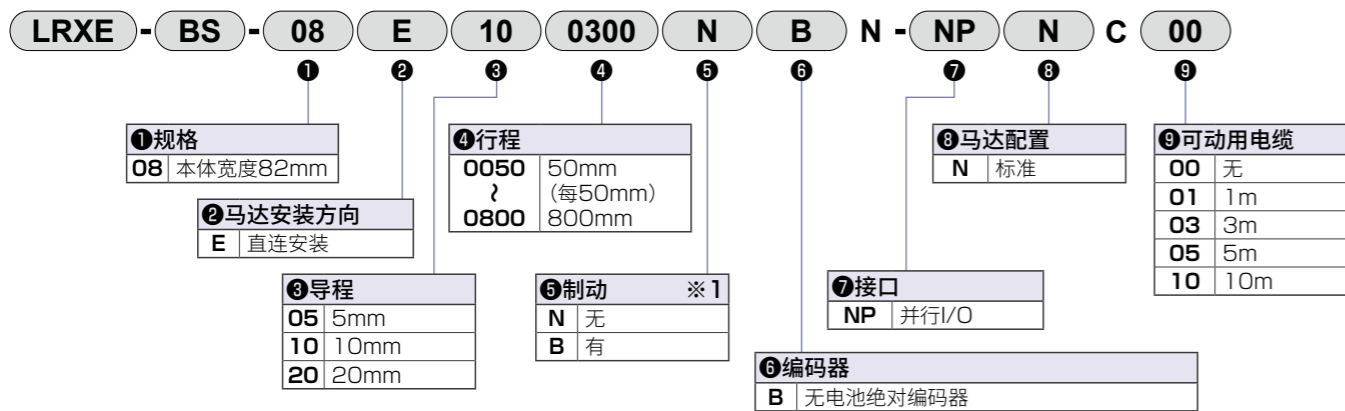 LRXE - BS - 08 E 10 0300 N B N - NP N C 00
❶ ❷ ❸ ❹ ❺ ❻ ❼ ❽ ❾
❶规格
08 本体宽度82mm
❷马达安装方向
E 直连安装
❸导程
05 5mm
10 10mm
20 20mm
❹行程
0050 50mm
~ (每50mm)
0800 800mm
❺制动 ※1
N 无
B 有
❻编码器
B 无电池绝对编码器
❼接口
NP 并行I/O
❽马达配置
N 标准
❾可动用电缆
00 无
01 1m
03 3m
05 5m
10 10m